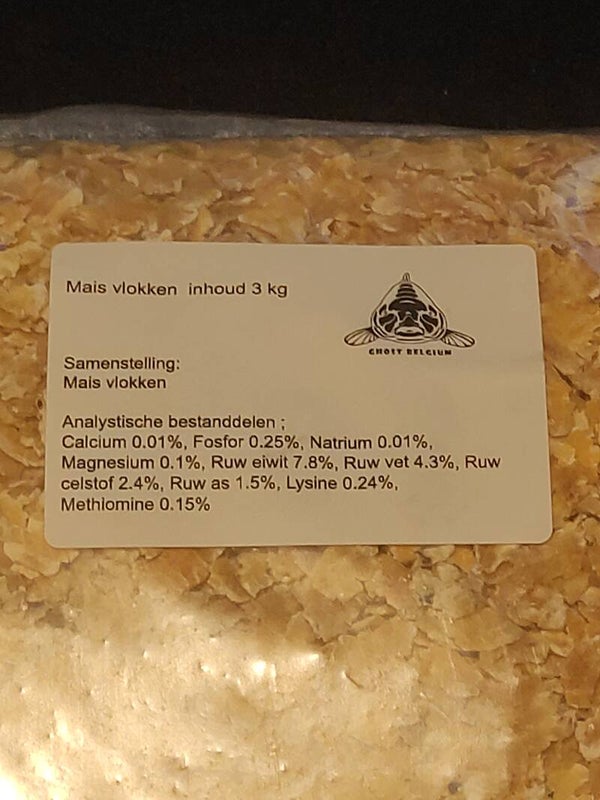 Mais vlokken inhoud 3 kg
GHOST BELGIUM
Samenstelling:
Mais vlokken
Analystische bestanddelen ;
Calcium 0.01%, Fosfor 0.25%, Natrium 0.01%,
Magnesium 0.1%, Ruw eiwit 7.8%, Ruw vet 4.3%, Ruw
celstof 2.4%, Ruw as 1.5%, Lysine 0.24%,
Methiomine 0.15%